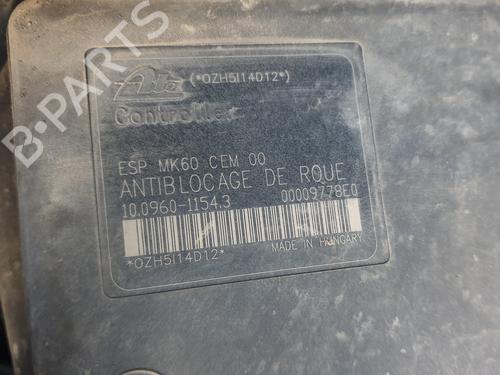 Ate (*OZH5I14D12*)
Controller
ESP MK60 CEM 00
ANTIBLOCAGE DE ROUE
10.0960-1154.3 00009778E0
*OZH5I14D12*
MADE IN HUNGARY
B-PARTS